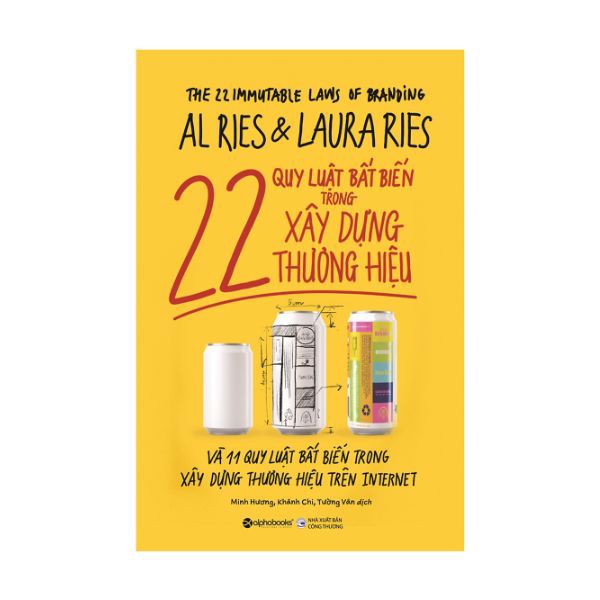 THE 22 IMMUTABLE LAWS OF BRANDING
AL RIES & LAURA RIES
22 QUY LUẬT BẤT BIẾN
TRONG
XÂY DỰNG
THƯƠNG HIỆU
5cm
VÀ 11 QUY LUẬT BẤT BIẾN TRONG
XÂY DỰNG THƯƠNG HIỆU TRÊN INTERNET
Minh Hương, Khánh Chi, Tường Vân dịch
alphabooks
NHÀ XUẤT BẢN
CÔNG THƯƠNG